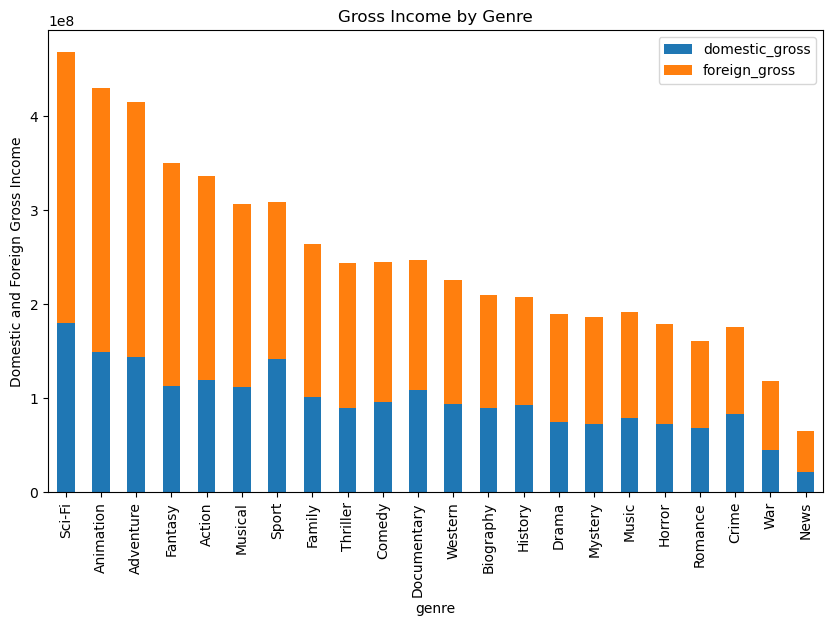 Gross Income by Genre
1e8
domestic_gross
foreign_gross
Domestic and Foreign Gross Income
4
3
2
1
0
Sci-Fi
Animation
Adventure
Fantasy
Action
Musical
Sport
Family
Thriller
Comedy
Documentary
Western
Biography
History
Drama
Mystery
Music
Horror
Romance
Crime
War
News
genre